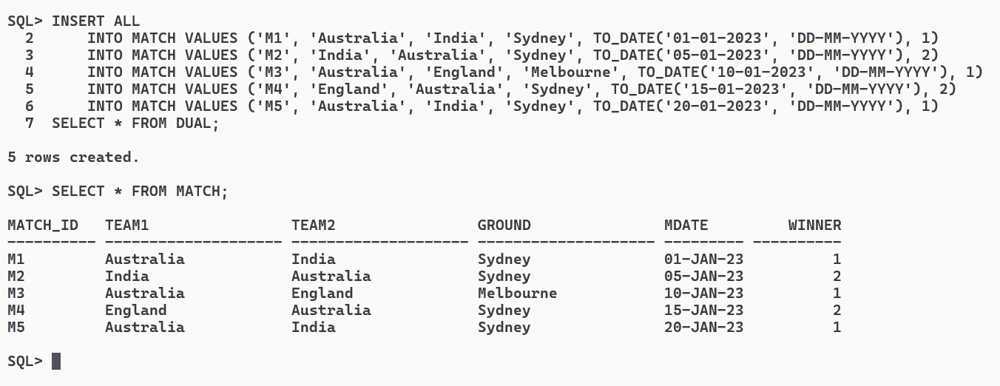 SQL> INSERT ALL
  2      INTO MATCH VALUES ('M1', 'Australia', 'India', 'Sydney', TO_DATE('01-01-2023', 'DD-MM-YYYY'), 1)
  3      INTO MATCH VALUES ('M2', 'India', 'Australia', 'Sydney', TO_DATE('05-01-2023', 'DD-MM-YYYY'), 2)
  4      INTO MATCH VALUES ('M3', 'Australia', 'England', 'Melbourne', TO_DATE('10-01-2023', 'DD-MM-YYYY'), 1)
  5      INTO MATCH VALUES ('M4', 'England', 'Australia', 'Sydney', TO_DATE('15-01-2023', 'DD-MM-YYYY'), 2)
  6      INTO MATCH VALUES ('M5', 'Australia', 'India', 'Sydney', TO_DATE('20-01-2023', 'DD-MM-YYYY'), 1)
  7  SELECT * FROM DUAL;

5 rows created.

SQL> SELECT * FROM MATCH;

MATCH_ID   TEAM1                TEAM2                GROUND               MDATE         WINNER
---------- -------------------- -------------------- -------------------- --------- ----------
M1         Australia            India                Sydney               01-JAN-23          1
M2         India                Australia            Sydney               05-JAN-23          2
M3         Australia            England              Melbourne            10-JAN-23          1
M4         England              Australia            Sydney               15-JAN-23          2
M5         Australia            India                Sydney               20-JAN-23          1

SQL>